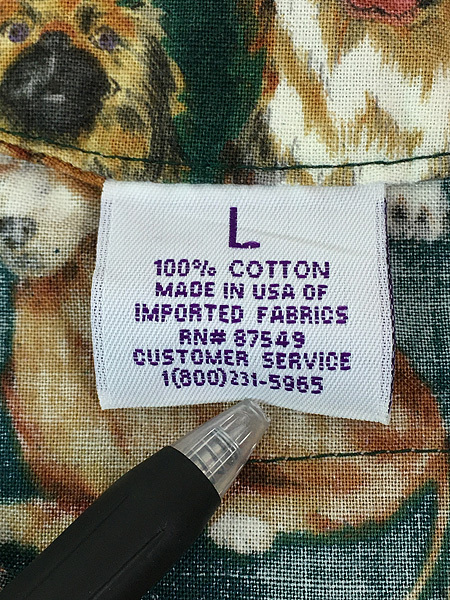 L
100% COTTON
MADE IN USA OF
IMPORTED FABRICS
RN# 87549
CUSTOMER SERVICE
1(800)231-5965